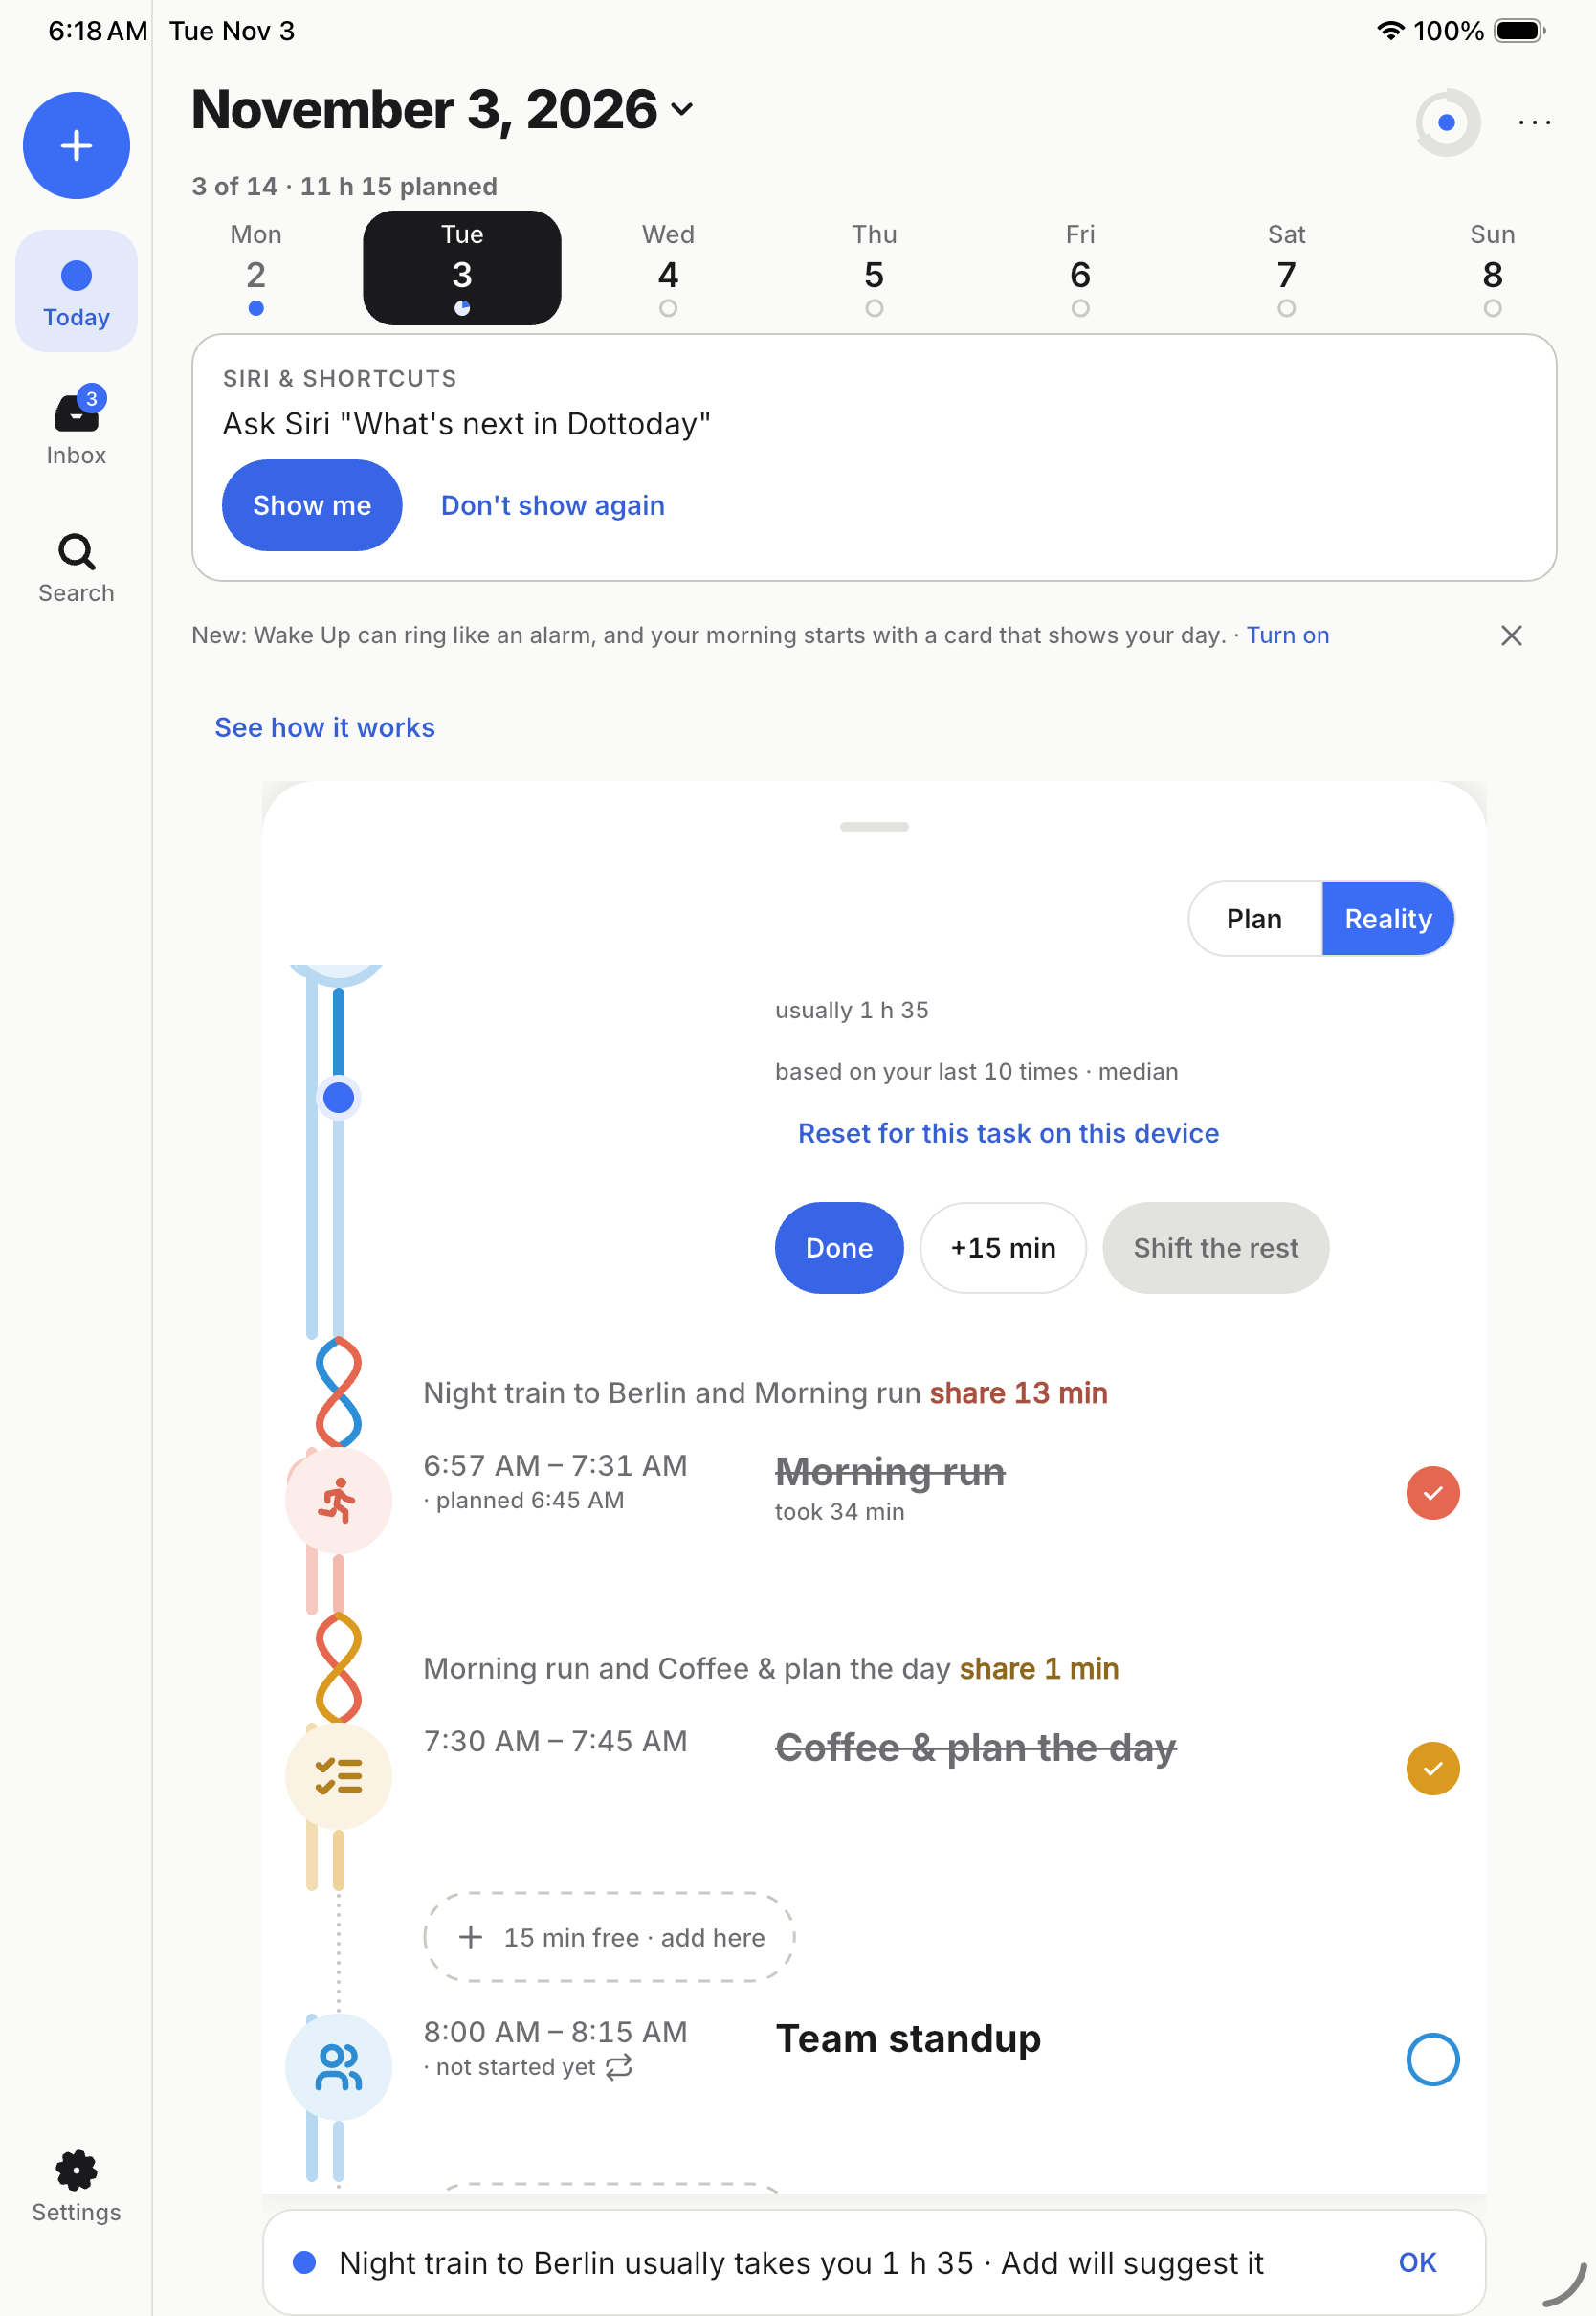 6:18 AM Tue Nov 3
100%
November 3, 2026
3 of 14 · 11 h 15 planned
Mon Tue Wed Thu Fri Sat Sun
2 3 4 5 6 7 8
Today
3
Inbox
Search
Settings
SIRI & SHORTCUTS
Ask Siri "What's next in Dottoday"
Show me Don't show again
New: Wake Up can ring like an alarm, and your morning starts with a card that shows your day. · Turn on
See how it works
Plan Reality
usually 1 h 35
based on your last 10 times · median
Reset for this task on this device
Done +15 min Shift the rest
Night train to Berlin and Morning run share 13 min
6:57 AM – 7:31 AM Morning run
· planned 6:45 AM took 34 min
Morning run and Coffee & plan the day share 1 min
7:30 AM – 7:45 AM Coffee & plan the day
15 min free · add here
8:00 AM – 8:15 AM Team standup
· not started yet
Night train to Berlin usually takes you 1 h 35 · Add will suggest it OK